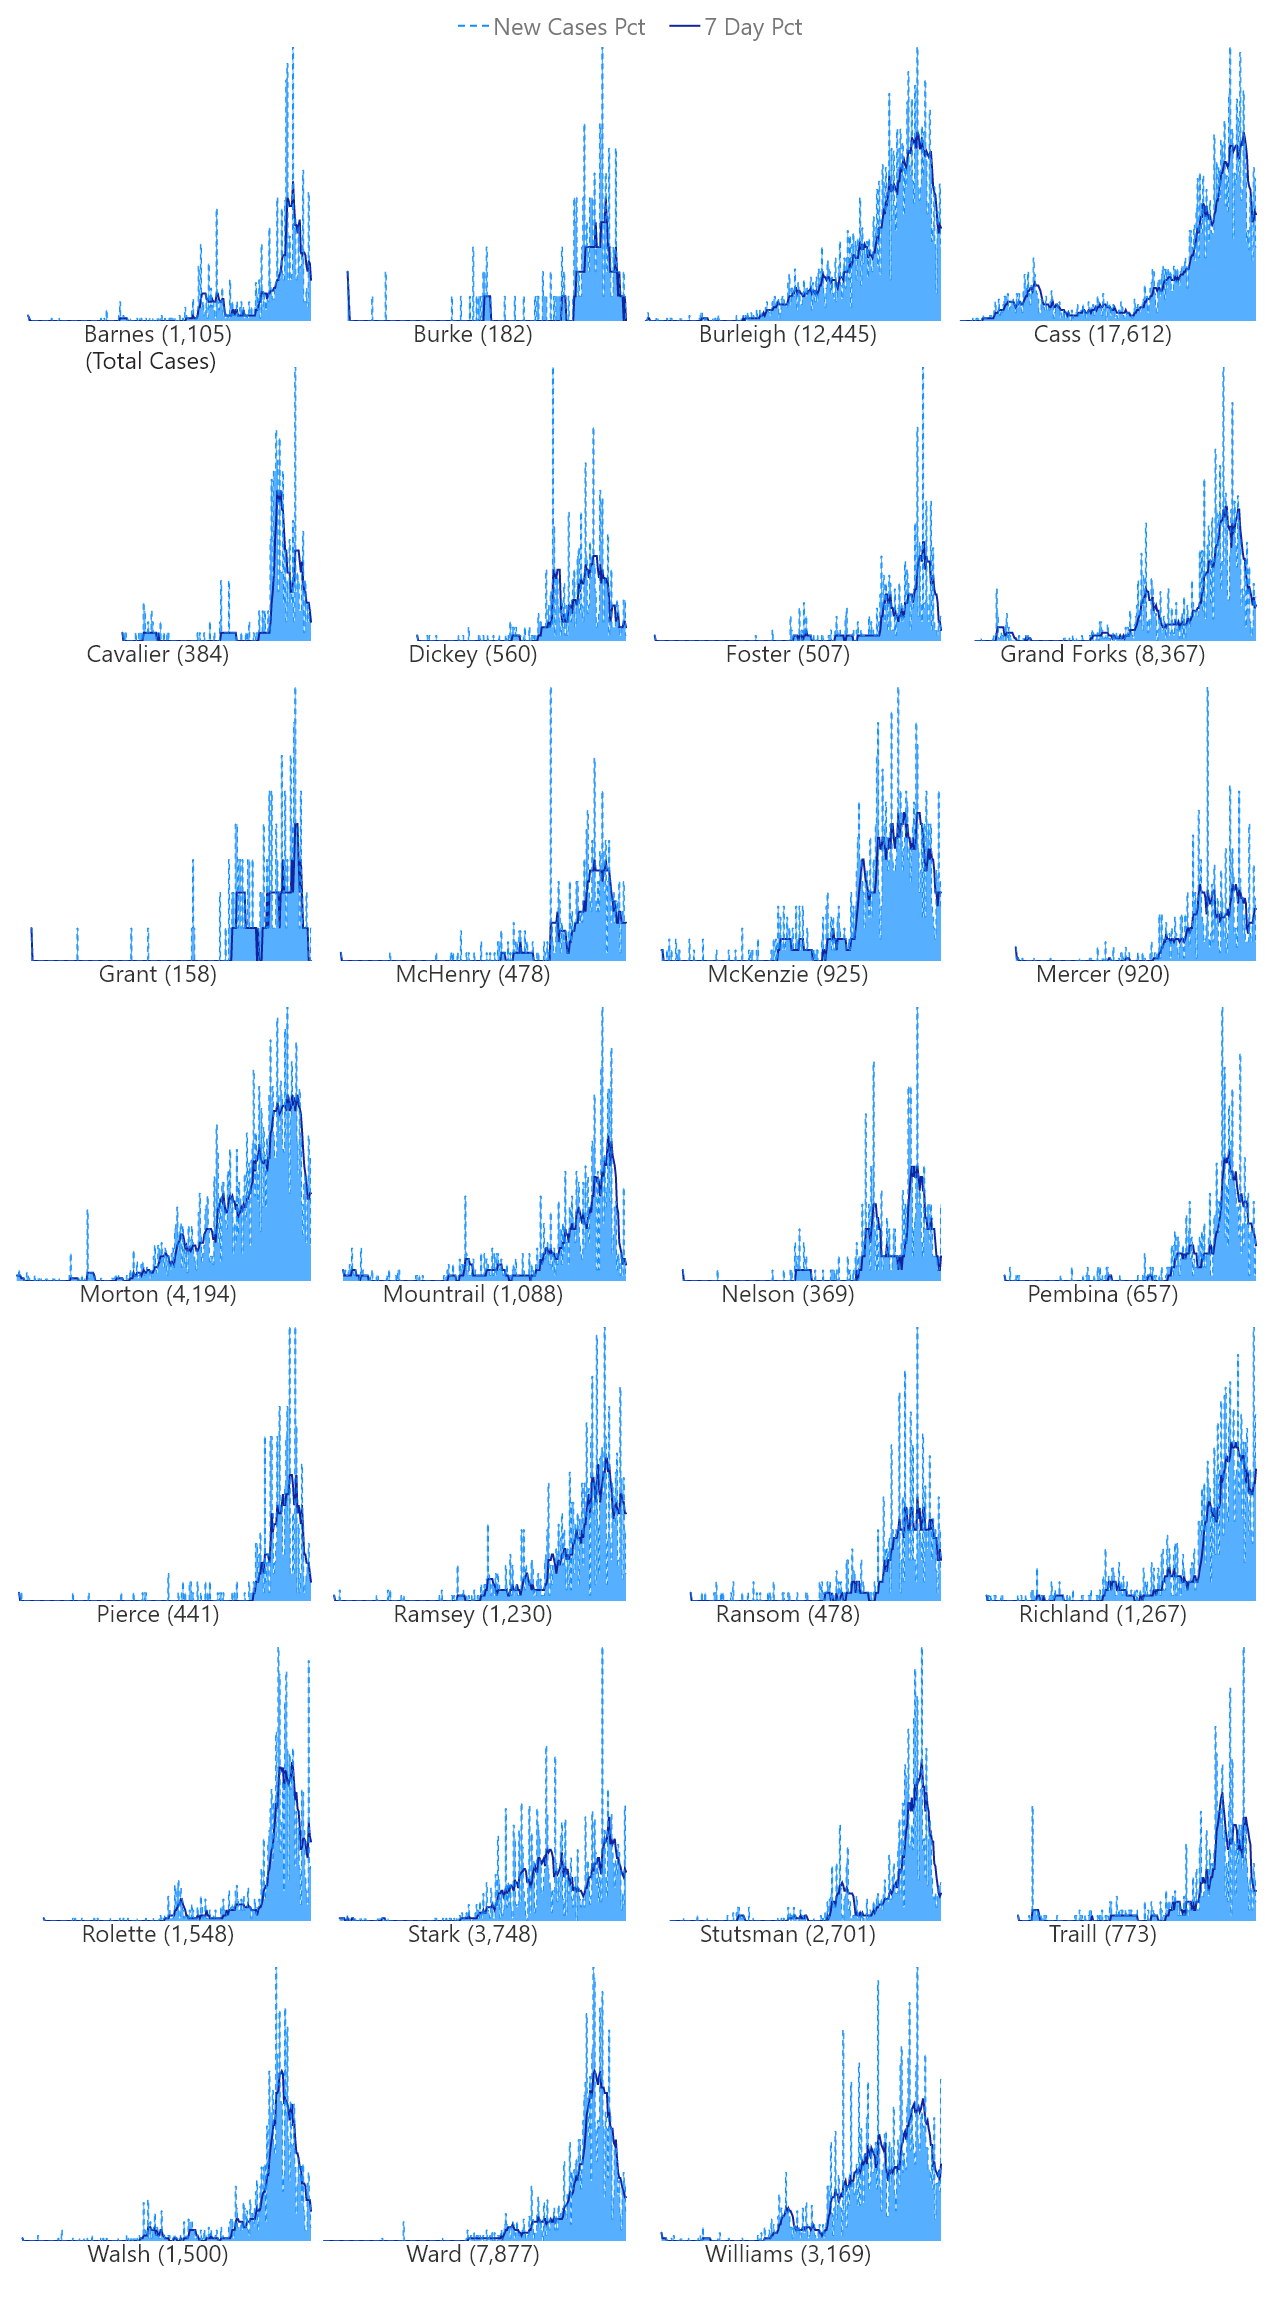 New Cases Pct 7 Day Pct
Barnes (1,105) Burke (182) Burleigh (12,445) Cass (17,612)
(Total Cases)
Cavalier (384) Dickey (560) Foster (507) Grand Forks (8,367)
Grant (158) McHenry (478) McKenzie (925) Mercer (920)
Morton (4,194) Mountrail (1,088) Nelson (369) Pembina (657)
Pierce (441) Ramsey (1,230) Ransom (478) Richland (1,267)
Rolette (1,548) Stark (3,748) Stutsman (2,701) Traill (773)
Walsh (1,500) Ward (7,877) Williams (3,169)